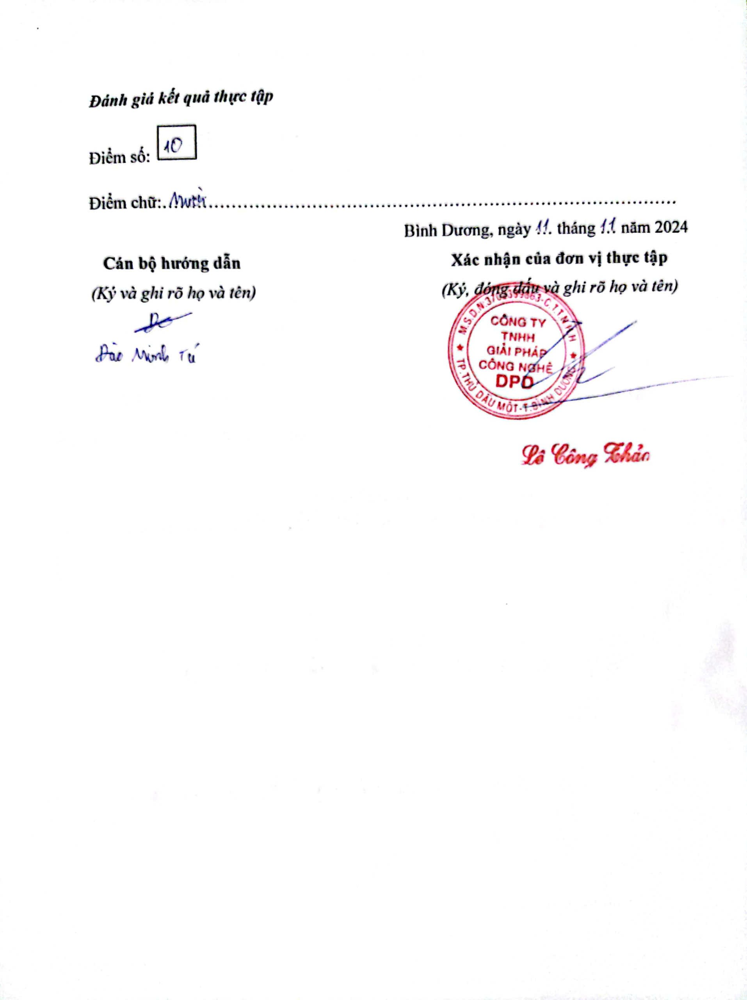 Đánh giá kết quả thực tập
Điểm số: 10
Điểm chữ: Mười
Bình Dương, ngày 11 tháng 11 năm 2024
Cán bộ hướng dẫn
Xác nhận của đơn vị thực tập
(Ký và ghi rõ họ và tên)
(Ký, đóng dấu và ghi rõ họ và tên)
M.S.D.N: C.T.T.N.H.H
CÔNG TY
TNHH
GIẢI PHÁP
CÔNG NGHỆ
DPD
TP.THỦ DẦU MỘT-T.BÌNH DƯƠNG
Đào Minh Tú
Lê Công Thản